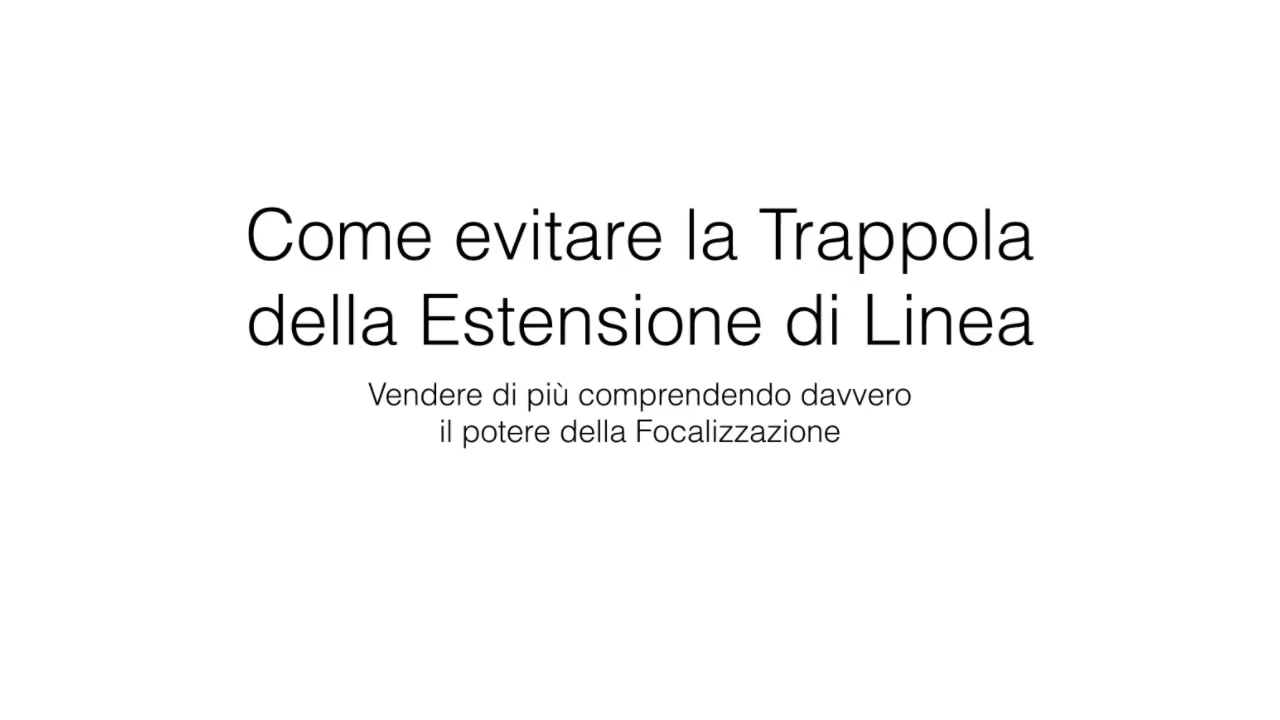 Come evitare la Trappola
della Estensione di Linea
Vendere di più comprendendo davvero
il potere della Focalizzazione